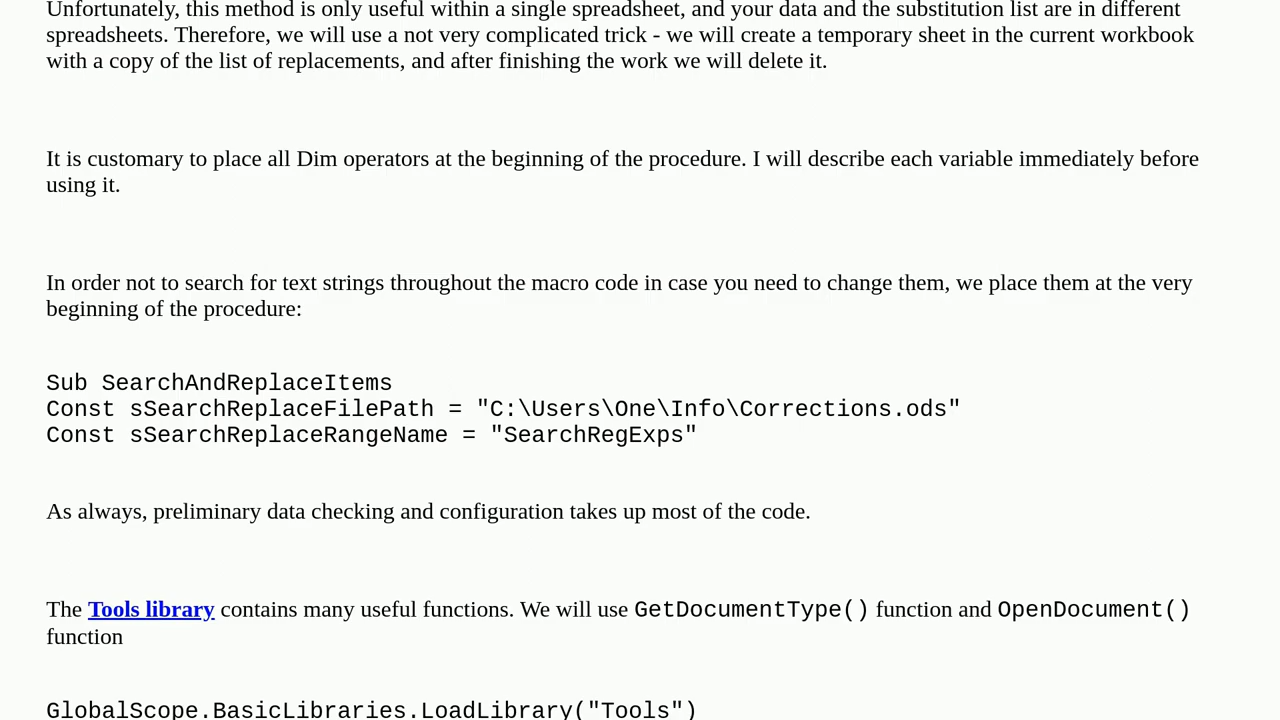 Unfortunately, this method is only useful within a single spreadsheet, and your data and the substitution list are in different
spreadsheets. Therefore, we will use a not very complicated trick - we will create a temporary sheet in the current workbook
with a copy of the list of replacements, and after finishing the work we will delete it.
It is customary to place all Dim operators at the beginning of the procedure. I will describe each variable immediately before
using it.
In order not to search for text strings throughout the macro code in case you need to change them, we place them at the very
beginning of the procedure:
Sub SearchAndReplaceItems
Const sSearchReplaceFilePath = "C:\Users\One\Info\Corrections.ods"
Const sSearchReplaceRangeName = "SearchRegExps"
As always, preliminary data checking and configuration takes up most of the code.
The Tools library contains many useful functions. We will use GetDocumentType() function and OpenDocument()
function
GlobalScope.BasicLibraries.LoadLibrary("Tools")